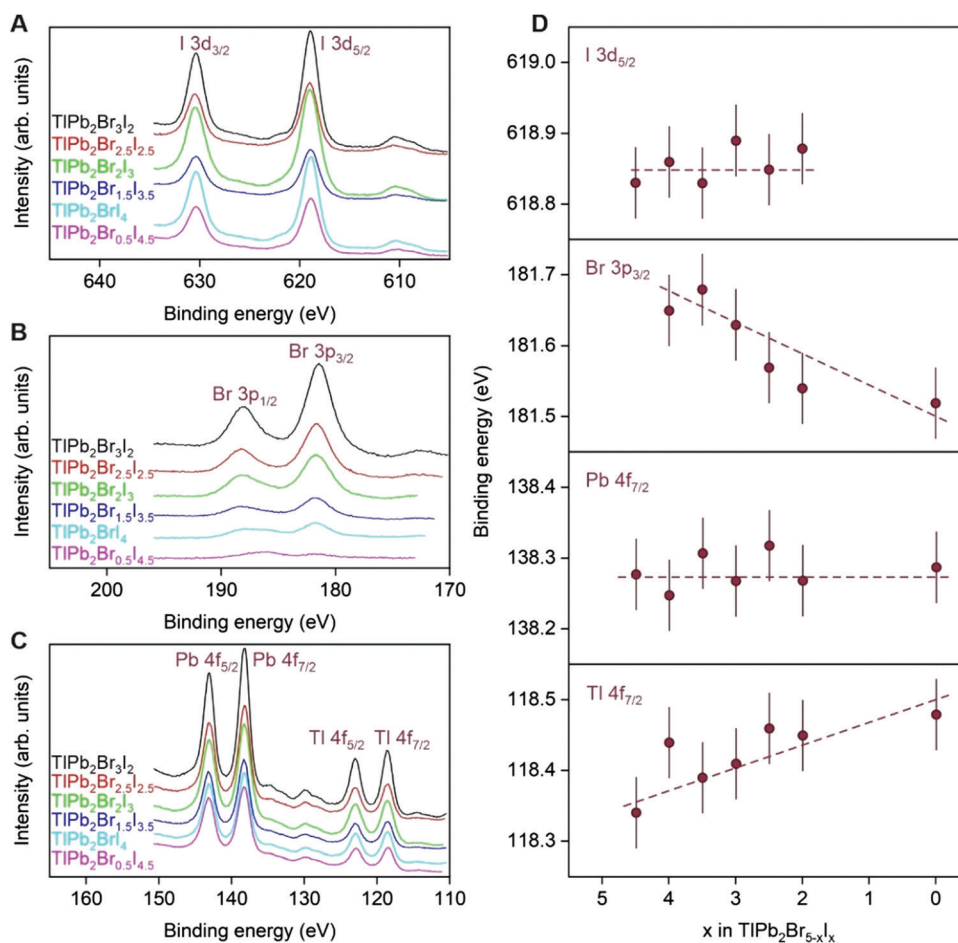 A
I 3d₃/₂
I 3d₅/₂
TlPb₂Br₃I₂
TlPb₂Br₂.₅I₂.₅
TlPb₂Br₂I₃
TlPb₂Br₁.₅I₃.₅
TlPb₂BrI₄
TlPb₂Br₀.₅I₄.₅
Intensity (arb. units)
640 630 620 610
Binding energy (eV)
B
Br 3p₃/₂
Br 3p₁/₂
TlPb₂Br₃I₂
TlPb₂Br₂.₅I₂.₅
TlPb₂Br₂I₃
TlPb₂Br₁.₅I₃.₅
TlPb₂BrI₄
TlPb₂Br₀.₅I₄.₅
Intensity (arb. units)
200 190 180 170
Binding energy (eV)
C
Pb 4f₅/₂
Pb 4f₇/₂
Tl 4f₅/₂
Tl 4f₇/₂
TlPb₂Br₃I₂
TlPb₂Br₂.₅I₂.₅
TlPb₂Br₂I₃
TlPb₂Br₁.₅I₃.₅
TlPb₂BrI₄
TlPb₂Br₀.₅I₄.₅
Intensity (arb. units)
160 150 140 130 120 110
Binding energy (eV)
D
I 3d₅/₂
619.0
618.9
618.8
Br 3p₃/₂
181.7
181.6
181.5
Binding energy (eV)
Pb 4f₇/₂
138.4
138.3
138.2
Tl 4f₇/₂
118.5
118.4
118.3
5 4 3 2 1 0
x in TlPb₂Br₅₋ₓIₓ